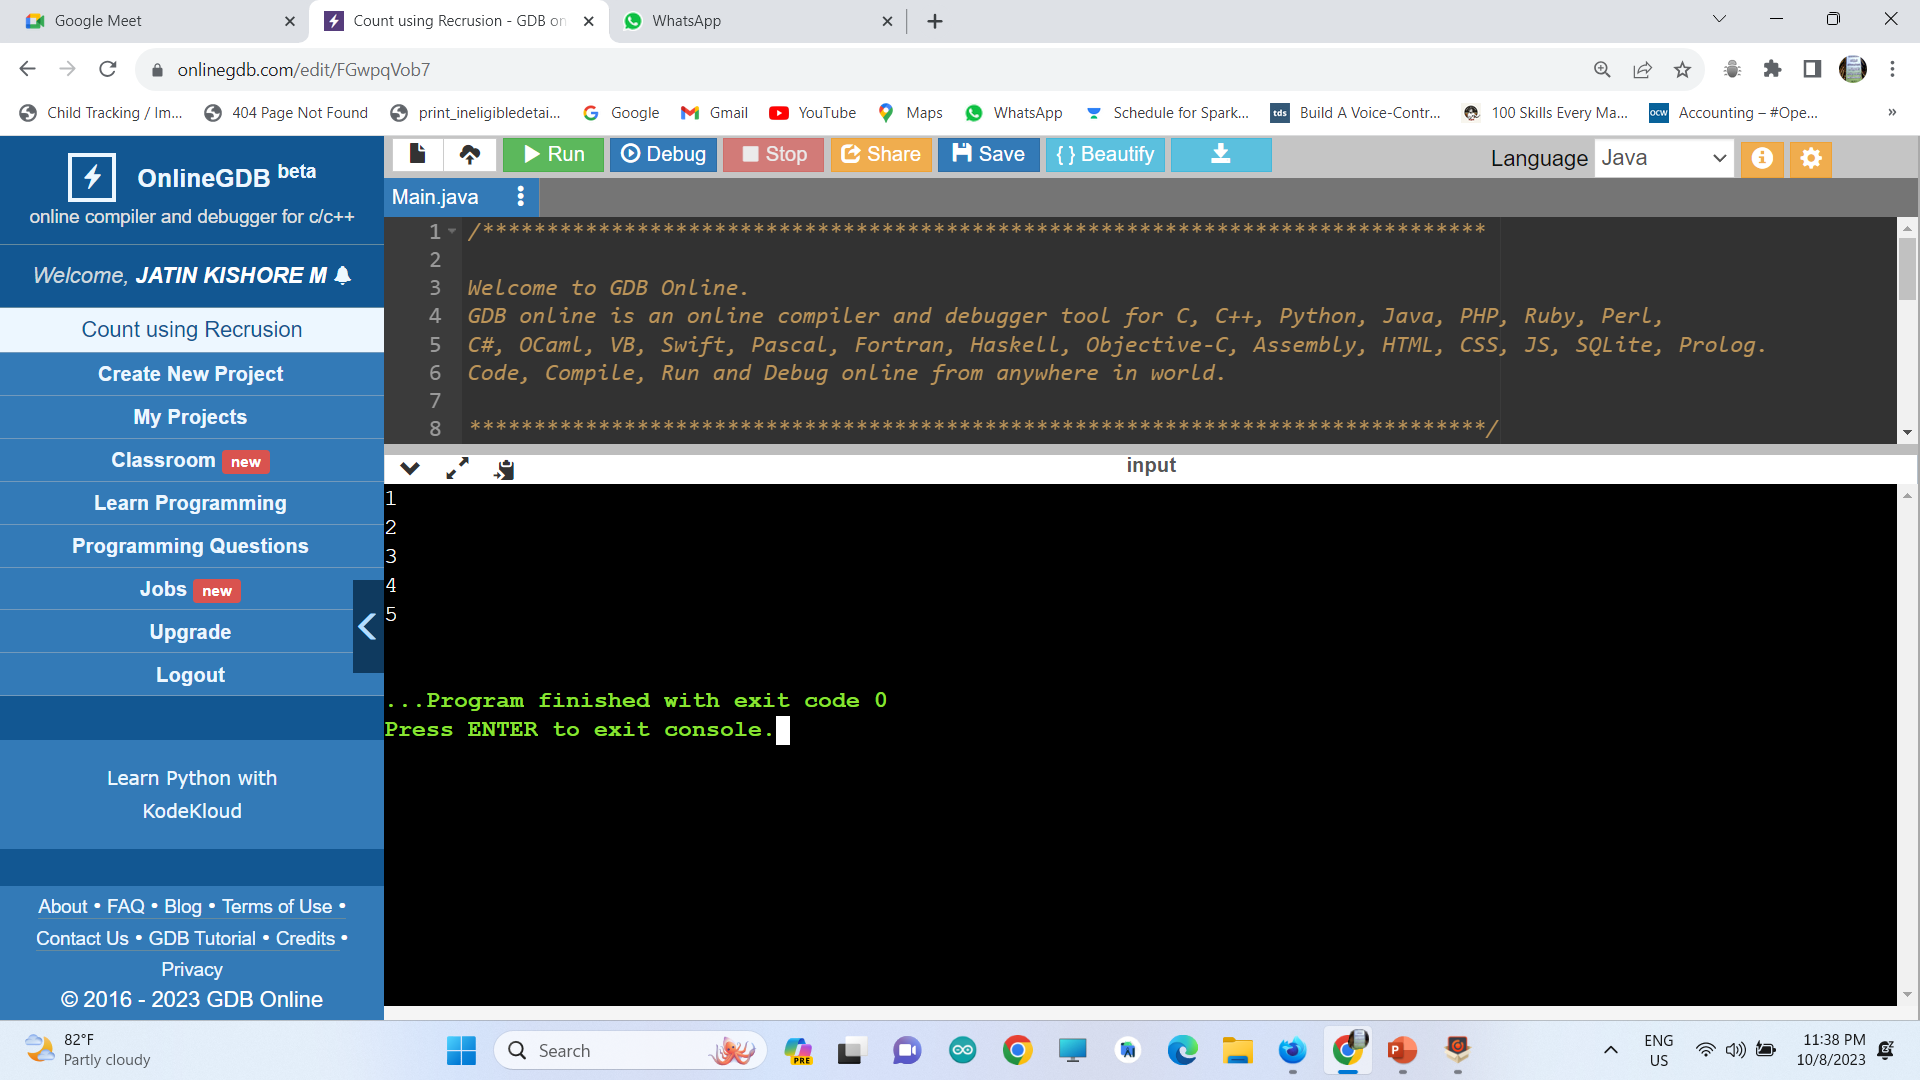 Google Meet
Count using Recrusion - GDB on
WhatsApp
onlinegdb.com/edit/FGwpqVob7
Child Tracking / Im...
404 Page Not Found
print_ineligibledetai...
Google
Gmail
YouTube
Maps
WhatsApp
Schedule for Spark...
tds Build A Voice-Contr...
100 Skills Every Ma...
OCW Accounting – #Ope...
»
OnlineGDB beta
online compiler and debugger for c/c++
Welcome, JATIN KISHORE M
Count using Recrusion
Create New Project
My Projects
Classroom new
Learn Programming
Programming Questions
Jobs new
Upgrade
Logout
Learn Python with
KodeKloud
About • FAQ • Blog • Terms of Use •
Contact Us • GDB Tutorial • Credits •
Privacy
© 2016 - 2023 GDB Online
Run
Debug
Stop
Share
Save
{ } Beautify
Language Java
Main.java
1 /******************************************************************************
2
3 Welcome to GDB Online.
4 GDB online is an online compiler and debugger tool for C, C++, Python, Java, PHP, Ruby, Perl,
5 C#, OCaml, VB, Swift, Pascal, Fortran, Haskell, Objective-C, Assembly, HTML, CSS, JS, SQLite, Prolog.
6 Code, Compile, Run and Debug online from anywhere in world.
7
8 *******************************************************************************/
input
1
2
3
4
5
...Program finished with exit code 0
Press ENTER to exit console.
82°F
Partly cloudy
Search
PRE
ENG
US
11:38 PM
10/8/2023